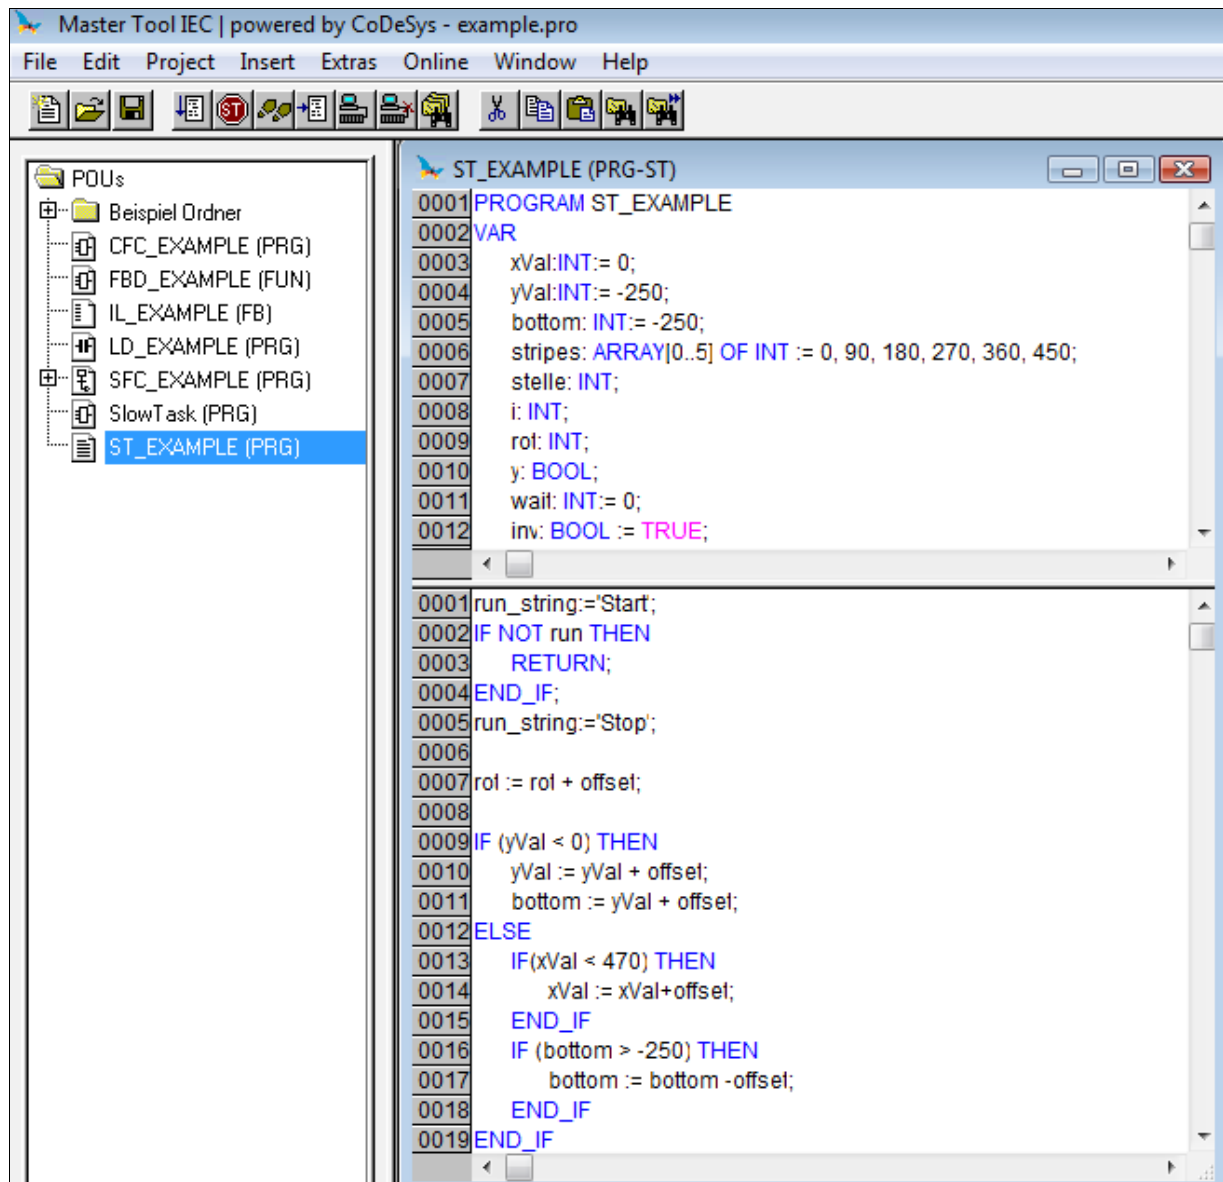 Master Tool IEC | powered by CoDeSys - example.pro
File Edit Project Insert Extras Online Window Help
ST
POUs
Beispiel Ordner
CFC_EXAMPLE (PRG)
FBD_EXAMPLE (FUN)
IL_EXAMPLE (FB)
LD_EXAMPLE (PRG)
SFC_EXAMPLE (PRG)
SlowTask (PRG)
ST_EXAMPLE (PRG)
ST_EXAMPLE (PRG-ST)
0001 PROGRAM ST_EXAMPLE
0002 VAR
0003 xVal:INT:= 0;
0004 yVal:INT:= -250;
0005 bottom: INT:= -250;
0006 stripes: ARRAY[0..5] OF INT := 0, 90, 180, 270, 360, 450;
0007 stelle: INT;
0008 i: INT;
0009 rot: INT;
0010 y: BOOL;
0011 wait: INT:= 0;
0012 inv: BOOL := TRUE;
0001 run_string:='Start';
0002 IF NOT run THEN
0003 RETURN;
0004 END_IF;
0005 run_string:='Stop';
0006
0007 rot := rot + offset;
0008
0009 IF (yVal < 0) THEN
0010 yVal := yVal + offset;
0011 bottom := yVal + offset;
0012 ELSE
0013 IF(xVal < 470) THEN
0014 xVal := xVal+offset;
0015 END_IF
0016 IF (bottom > -250) THEN
0017 bottom := bottom -offset;
0018 END_IF
0019 END_IF